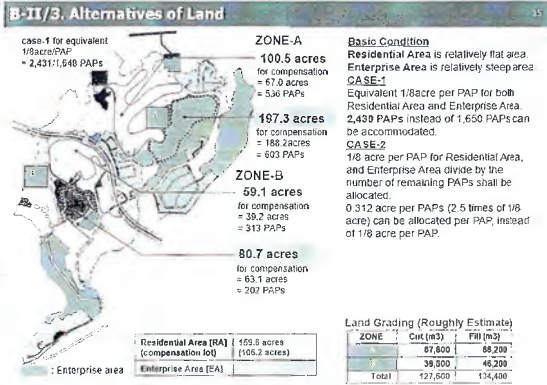 B-II/3. Alternatives of Land
15
case-1 for equivalent
1/8acre/PAP
= 2,431/1,648 PAPs
ZONE-A
100.5 acres
for compensation
= 67.0 acres
= 536 PAPs
197.3 acres
for compensation
= 188.2acres
= 603 PAPs
ZONE-B
59.1 acres
for compensation
= 39.2 acres
= 313 PAPs
80.7 acres
for compensation
= 63.1 acres
= 202 PAPs
: Enterprise area
Residential Area [RA]
(compensation lot)
159.6 acres
(106.2 acres)
Enterprise Area [EA]
Basic Condition
Residential Area is relatively flat area.
Enterprise Area is relatively steep area.
CASE-1
Equivalent 1/8acre per PAP for both
Residential Area and Enterprise Area.
2,430 PAPs instead of 1,650 PAPs can
be accommodated.
CASE-2
1/8 acre per PAP for Residential Area,
and Enterprise Area divide by the
number of remaining PAPs shall be
allocated.
0.312 acre per PAPs (2.5 times of 1/8
acre) can be allocated per PAP, instead
of 1/8 acre per PAP.
Land Grading (Roughly Estimate)
ZONE Cut (m3) Fill (m3)
87,800 88,200
39,800 46,200
Total 127,600 134,400